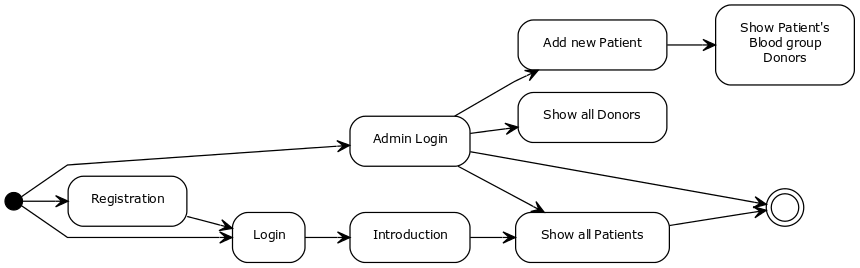 Show Patient's
Blood group
Donors
Add new Patient
Show all Donors
Admin Login
Registration
Login
Introduction
Show all Patients